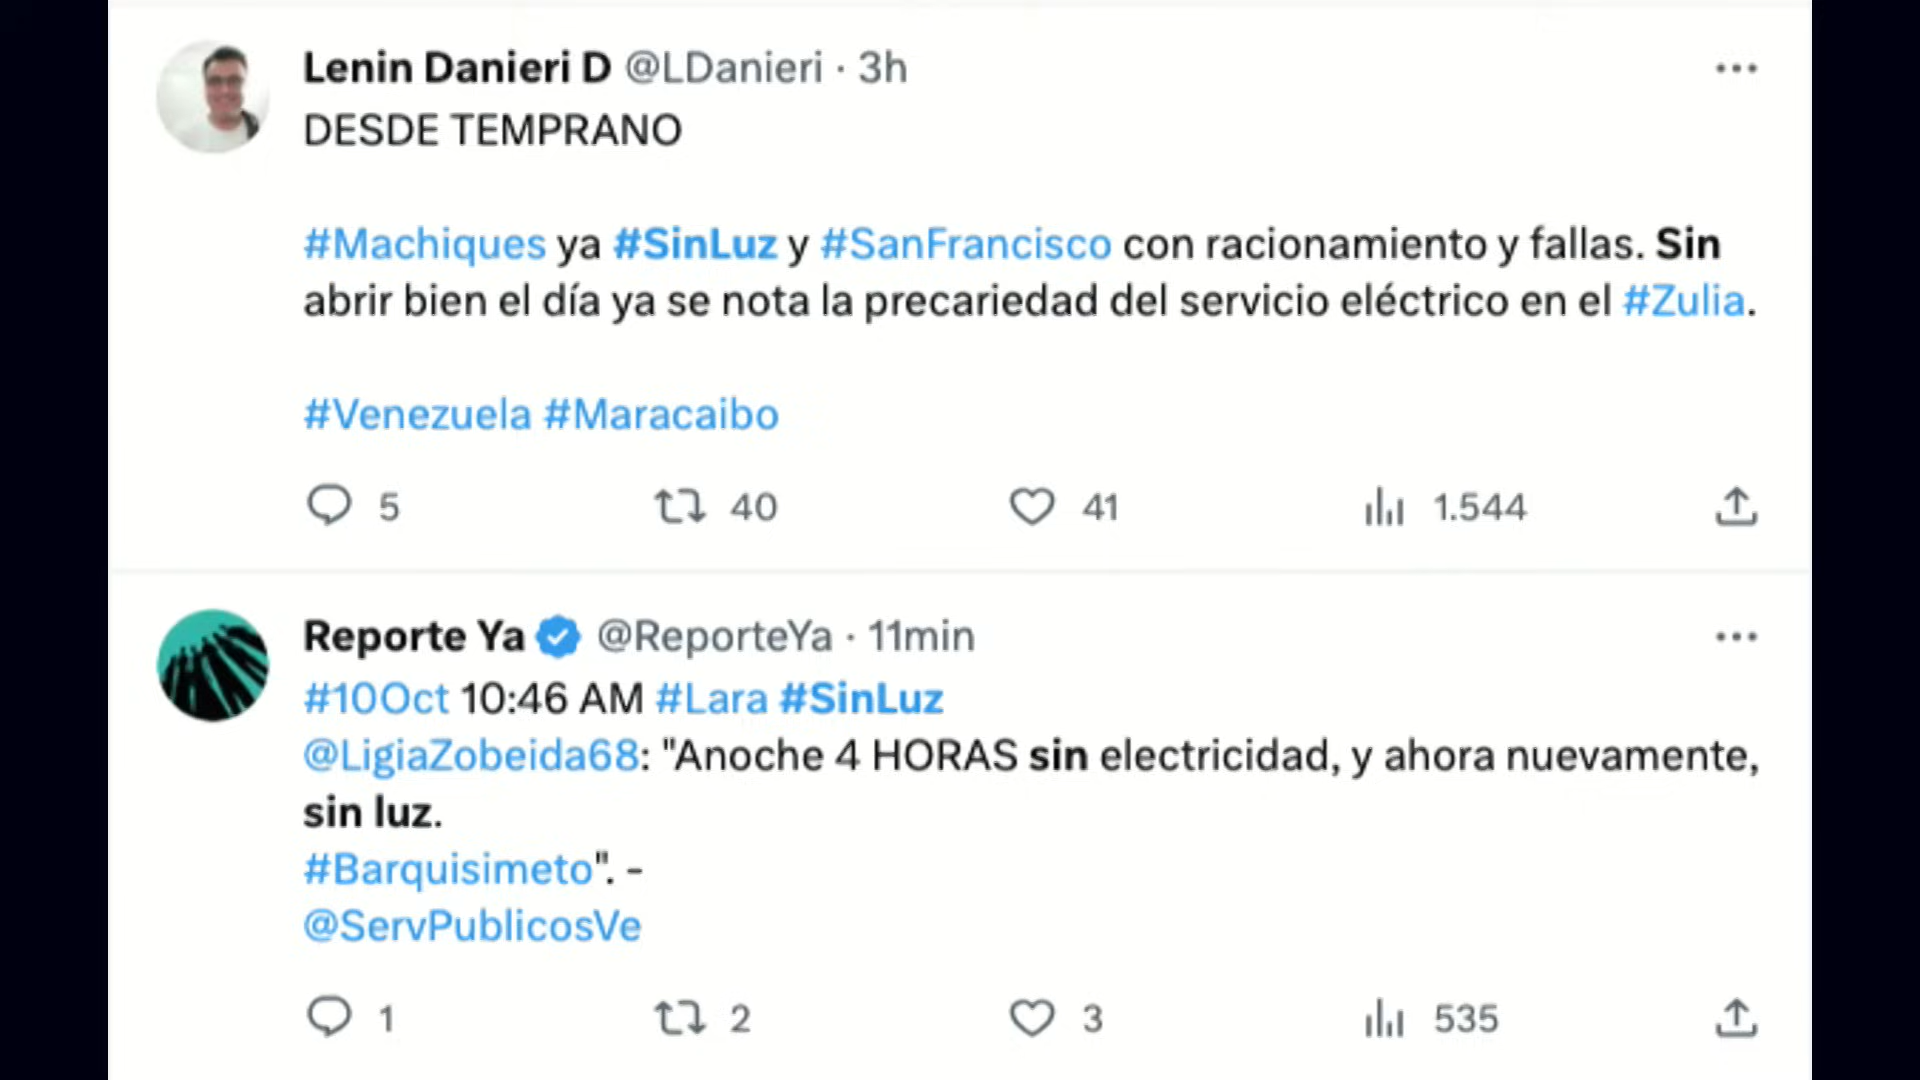 Lenin Danieri D @LDanieri · 3h
DESDE TEMPRANO
#Machiques ya #SinLuz y #SanFrancisco con racionamiento y fallas. Sin
abrir bien el día ya se nota la precariedad del servicio eléctrico en el #Zulia.
#Venezuela #Maracaibo
5 40 41 1.544
Reporte Ya @ReporteYa · 11min
#10Oct 10:46 AM #Lara #SinLuz
@LigiaZobeida68: "Anoche 4 HORAS sin electricidad, y ahora nuevamente,
sin luz.
#Barquisimeto". -
@ServPublicosVe
1 2 3 535